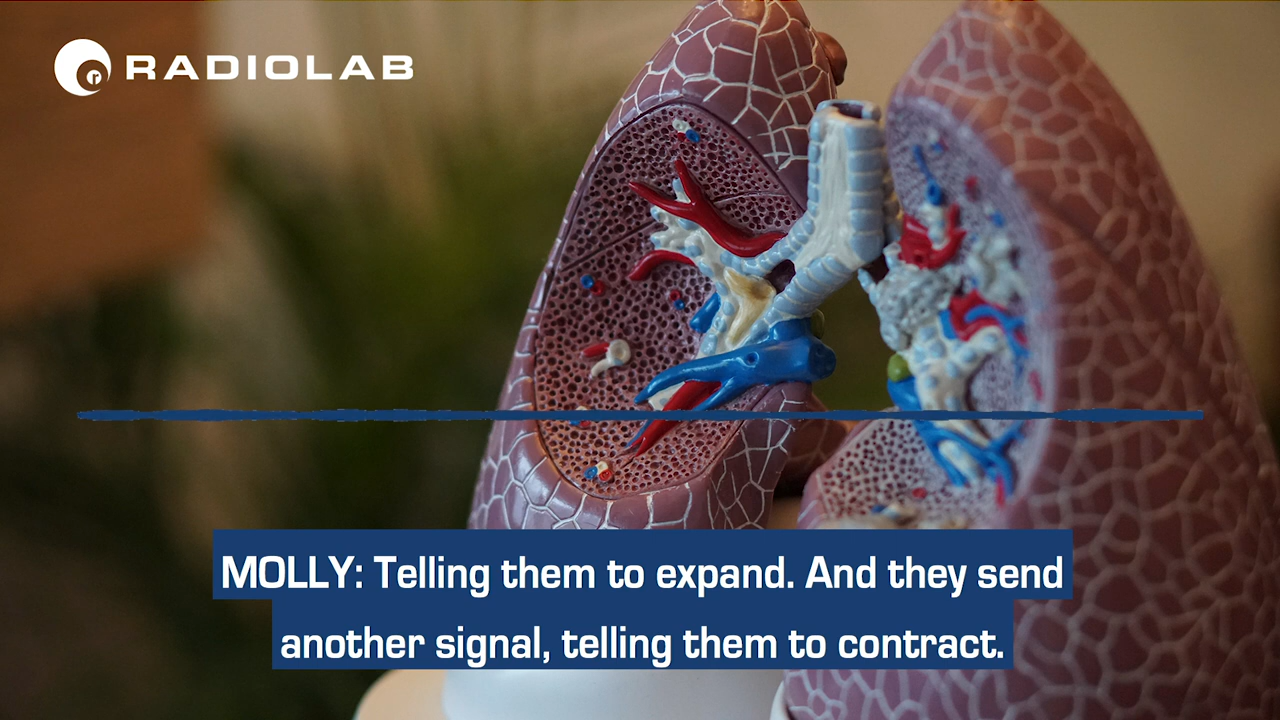 RADIOLAB
MOLLY: Telling them to expand. And they send
another signal, telling them to contract.